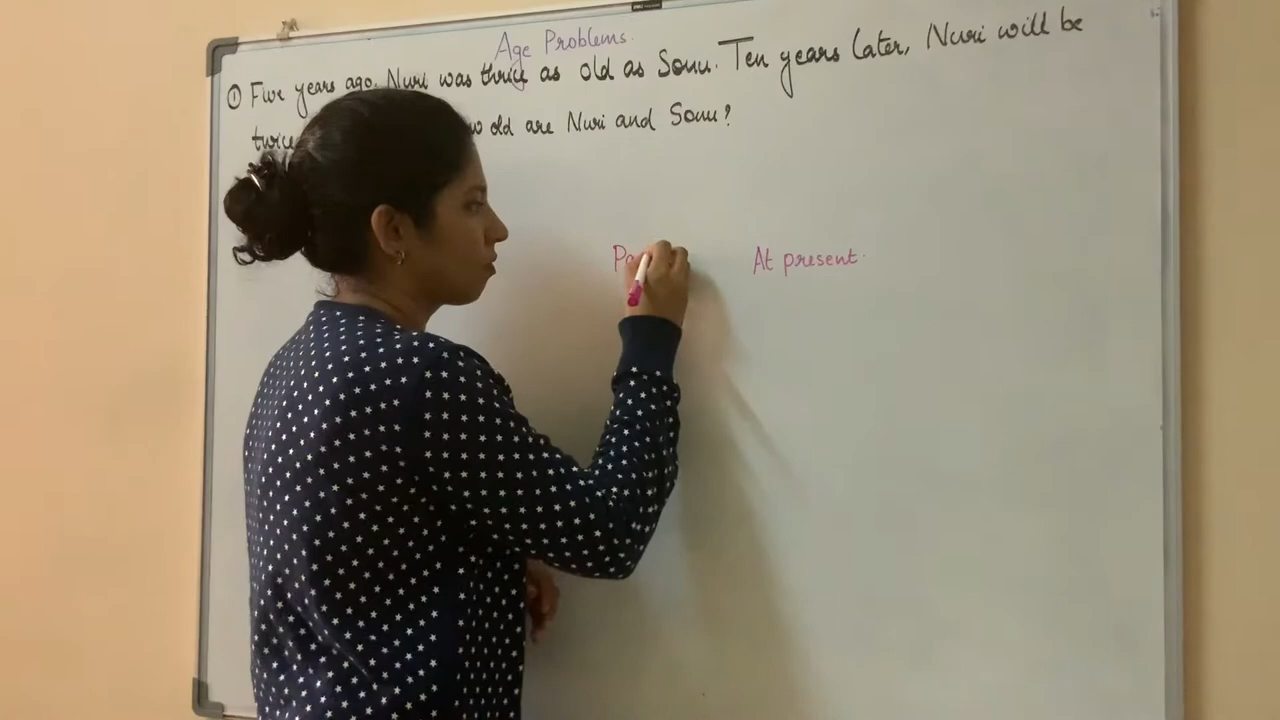 Age Problems.
① Five years ago, Nuri was thrice as old as Sonu. Ten years later, Nuri will be
twice old are Nuri and Sonu?
At present.